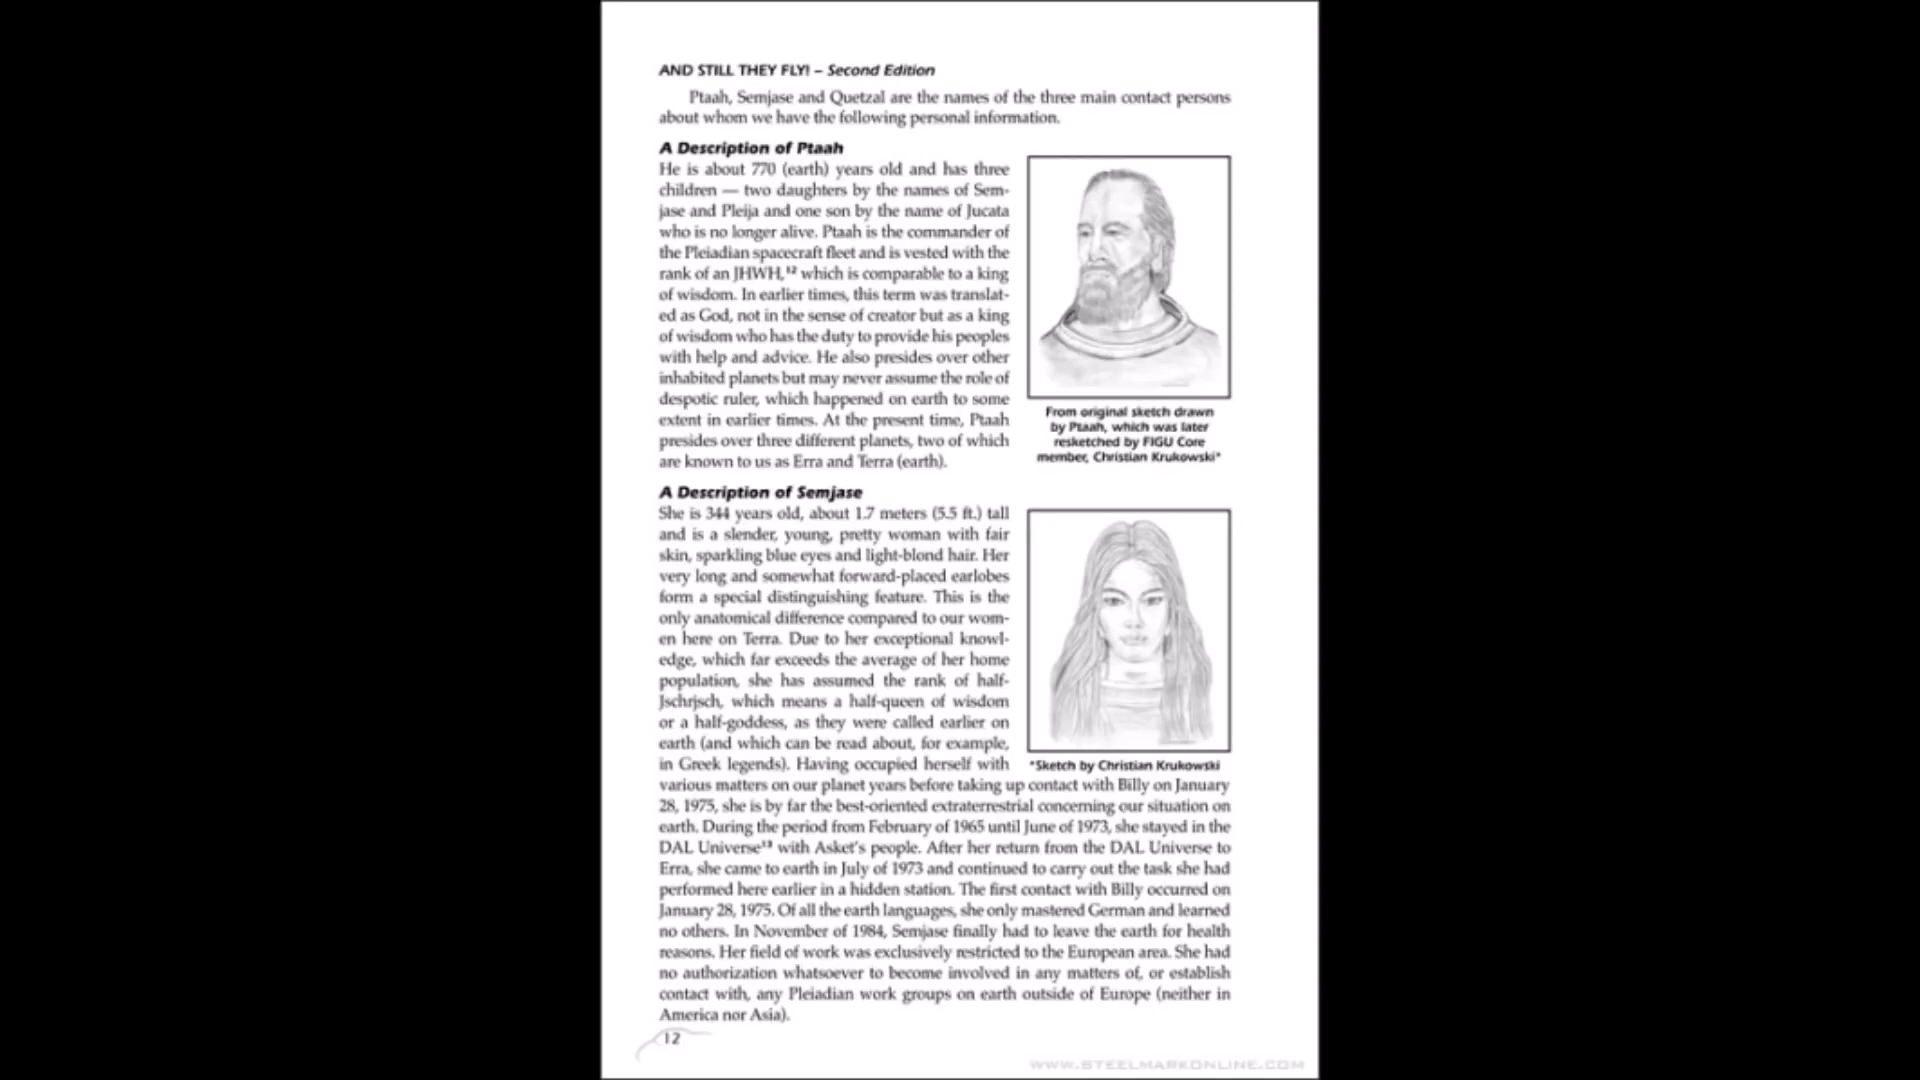 AND STILL THEY FLY! – Second Edition
Ptaah, Semjase and Quetzal are the names of the three main contact persons
about whom we have the following personal information.
A Description of Ptaah
He is about 770 (earth) years old and has three
children — two daughters by the names of Sem-
jase and Pleija and one son by the name of Jucata
who is no longer alive. Ptaah is the commander of
the Pleiadian spacecraft fleet and is vested with the
rank of an JHWH,¹² which is comparable to a king
of wisdom. In earlier times, this term was translat-
ed as God, not in the sense of creator but as a king
of wisdom who has the duty to provide his peoples
with help and advice. He also presides over other
inhabited planets but may never assume the role of
despotic ruler, which happened on earth to some
extent in earlier times. At the present time, Ptaah
presides over three different planets, two of which
are known to us as Erra and Terra (earth).
From original sketch drawn
by Ptaah, which was later
resketched by FIGU Core
member, Christian Krukowski*
A Description of Semjase
She is 344 years old, about 1.7 meters (5.5 ft.) tall
and is a slender, young, pretty woman with fair
skin, sparkling blue eyes and light-blond hair. Her
very long and somewhat forward-placed earlobes
form a special distinguishing feature. This is the
only anatomical difference compared to our wom-
en here on Terra. Due to her exceptional knowl-
edge, which far exceeds the average of her home
population, she has assumed the rank of half-
Jschrjsch, which means a half-queen of wisdom
or a half-goddess, as they were called earlier on
earth (and which can be read about, for example,
in Greek legends). Having occupied herself with
*Sketch by Christian Krukowski
various matters on our planet years before taking up contact with Billy on January
28, 1975, she is by far the best-oriented extraterrestrial concerning our situation on
earth. During the period from February of 1965 until June of 1973, she stayed in the
DAL Universe¹³ with Asket's people. After her return from the DAL Universe to
Erra, she came to earth in July of 1973 and continued to carry out the task she had
performed here earlier in a hidden station. The first contact with Billy occurred on
January 28, 1975. Of all the earth languages, she only mastered German and learned
no others. In November of 1984, Semjase finally had to leave the earth for health
reasons. Her field of work was exclusively restricted to the European area. She had
no authorization whatsoever to become involved in any matters of, or establish
contact with, any Pleiadian work groups on earth outside of Europe (neither in
America nor Asia).
12
WWW.STEELMARKONLINE.COM